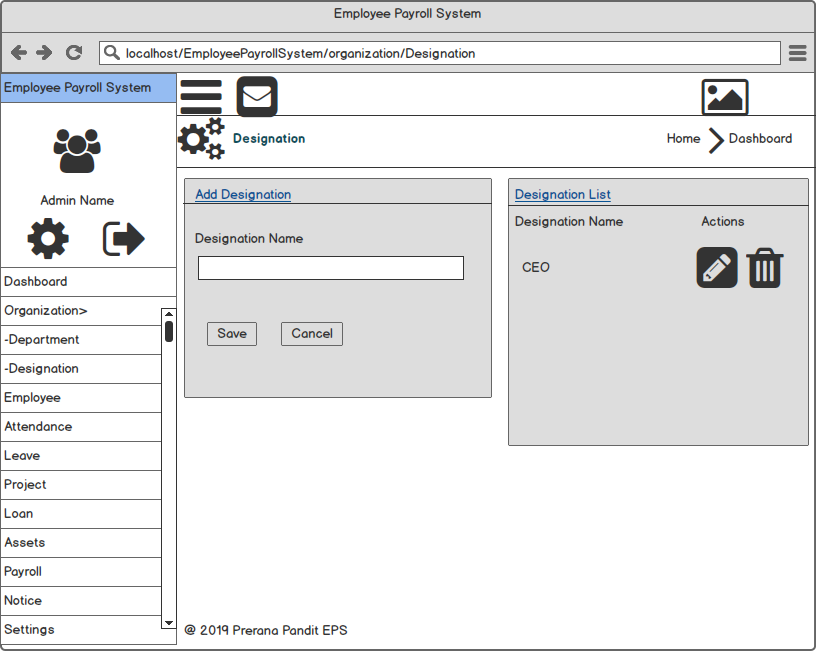 Employee Payroll System
localhost/EmployeePayrollSystem/organization/Designation
Employee Payroll System
Admin Name
Dashboard
Organization>
-Department
-Designation
Employee
Attendance
Leave
Project
Loan
Assets
Payroll
Notice
Settings
Designation
Home
Dashboard
Add Designation
Designation Name
Save
Cancel
Designation List
Designation Name
Actions
CEO
@ 2019 Prerana Pandit EPS